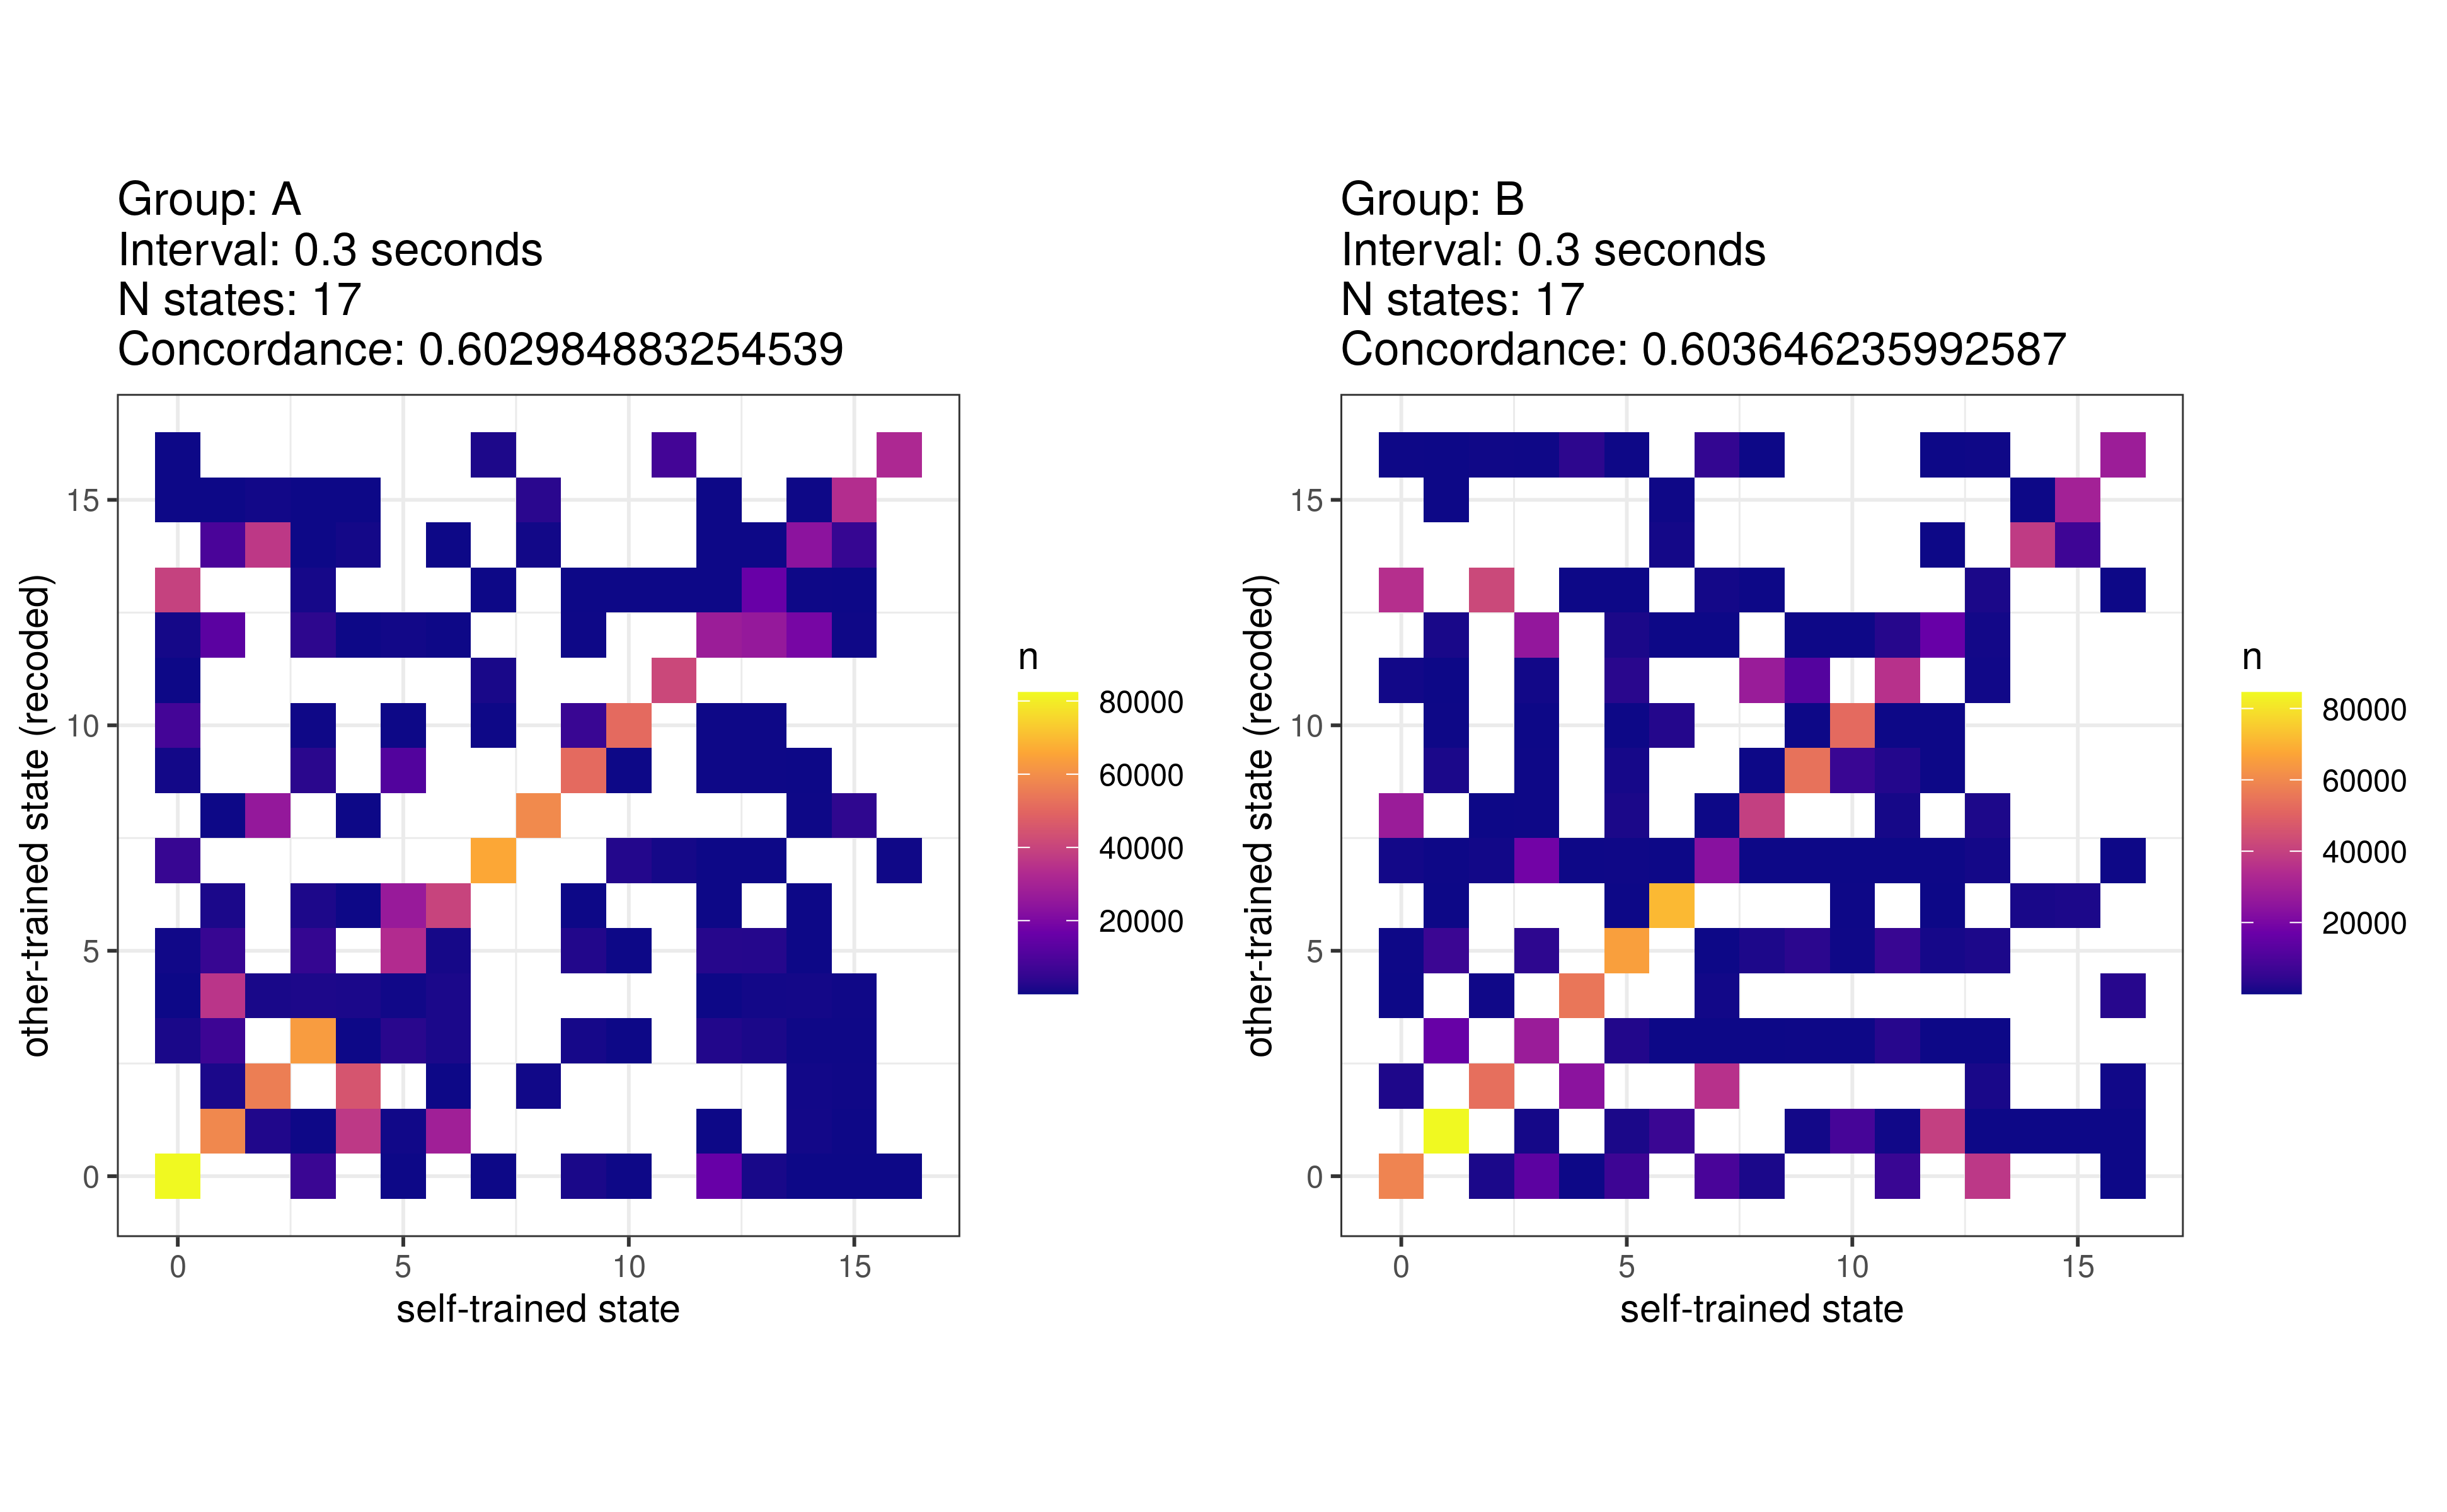 Group: A
Interval: 0.3 seconds
N states: 17
Concordance: 0.602984883254539
other-trained state (recoded)
15
10
5
0
0 5 10 15
self-trained state
n
80000
60000
40000
20000
Group: B
Interval: 0.3 seconds
N states: 17
Concordance: 0.603646235992587
other-trained state (recoded)
15
10
5
0
0 5 10 15
self-trained state
n
80000
60000
40000
20000